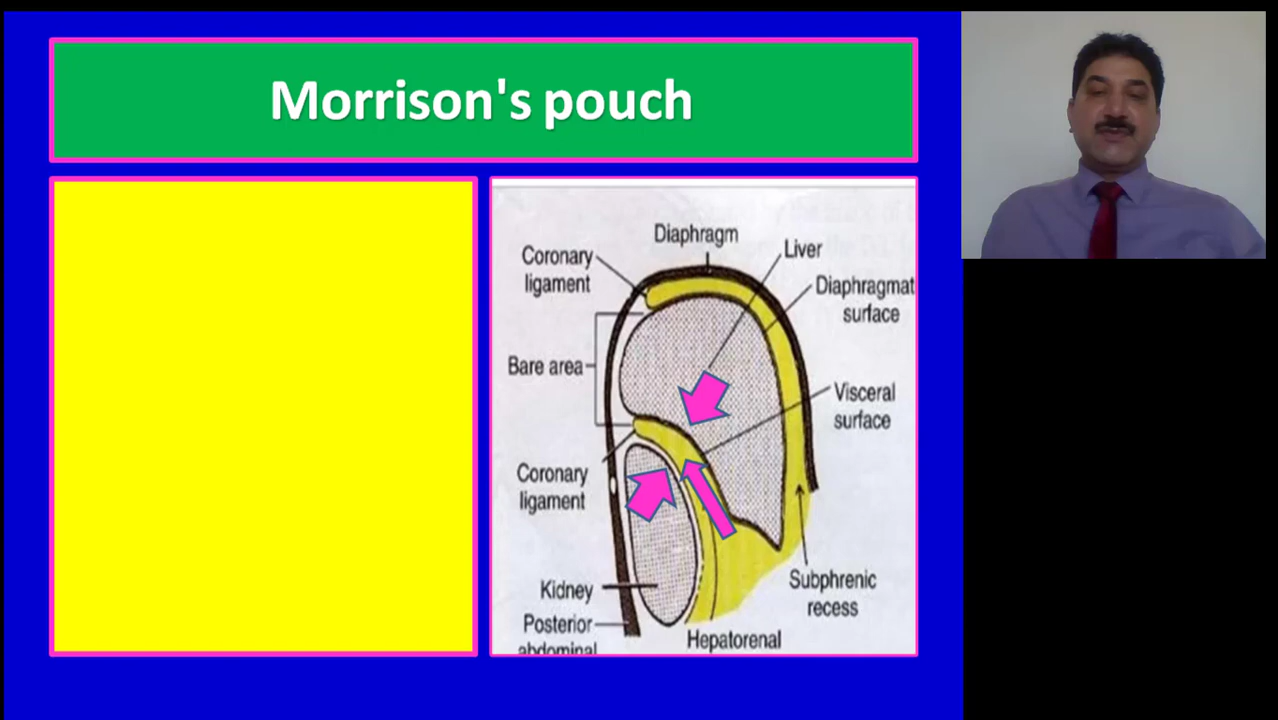 Morrison's pouch
Diaphragm
Liver
Coronary
ligament
Diaphragmat
surface
Bare area
Visceral
surface
Coronary
ligament
Kidney
Subphrenic
recess
Posterior
abdominal
Hepatorenal